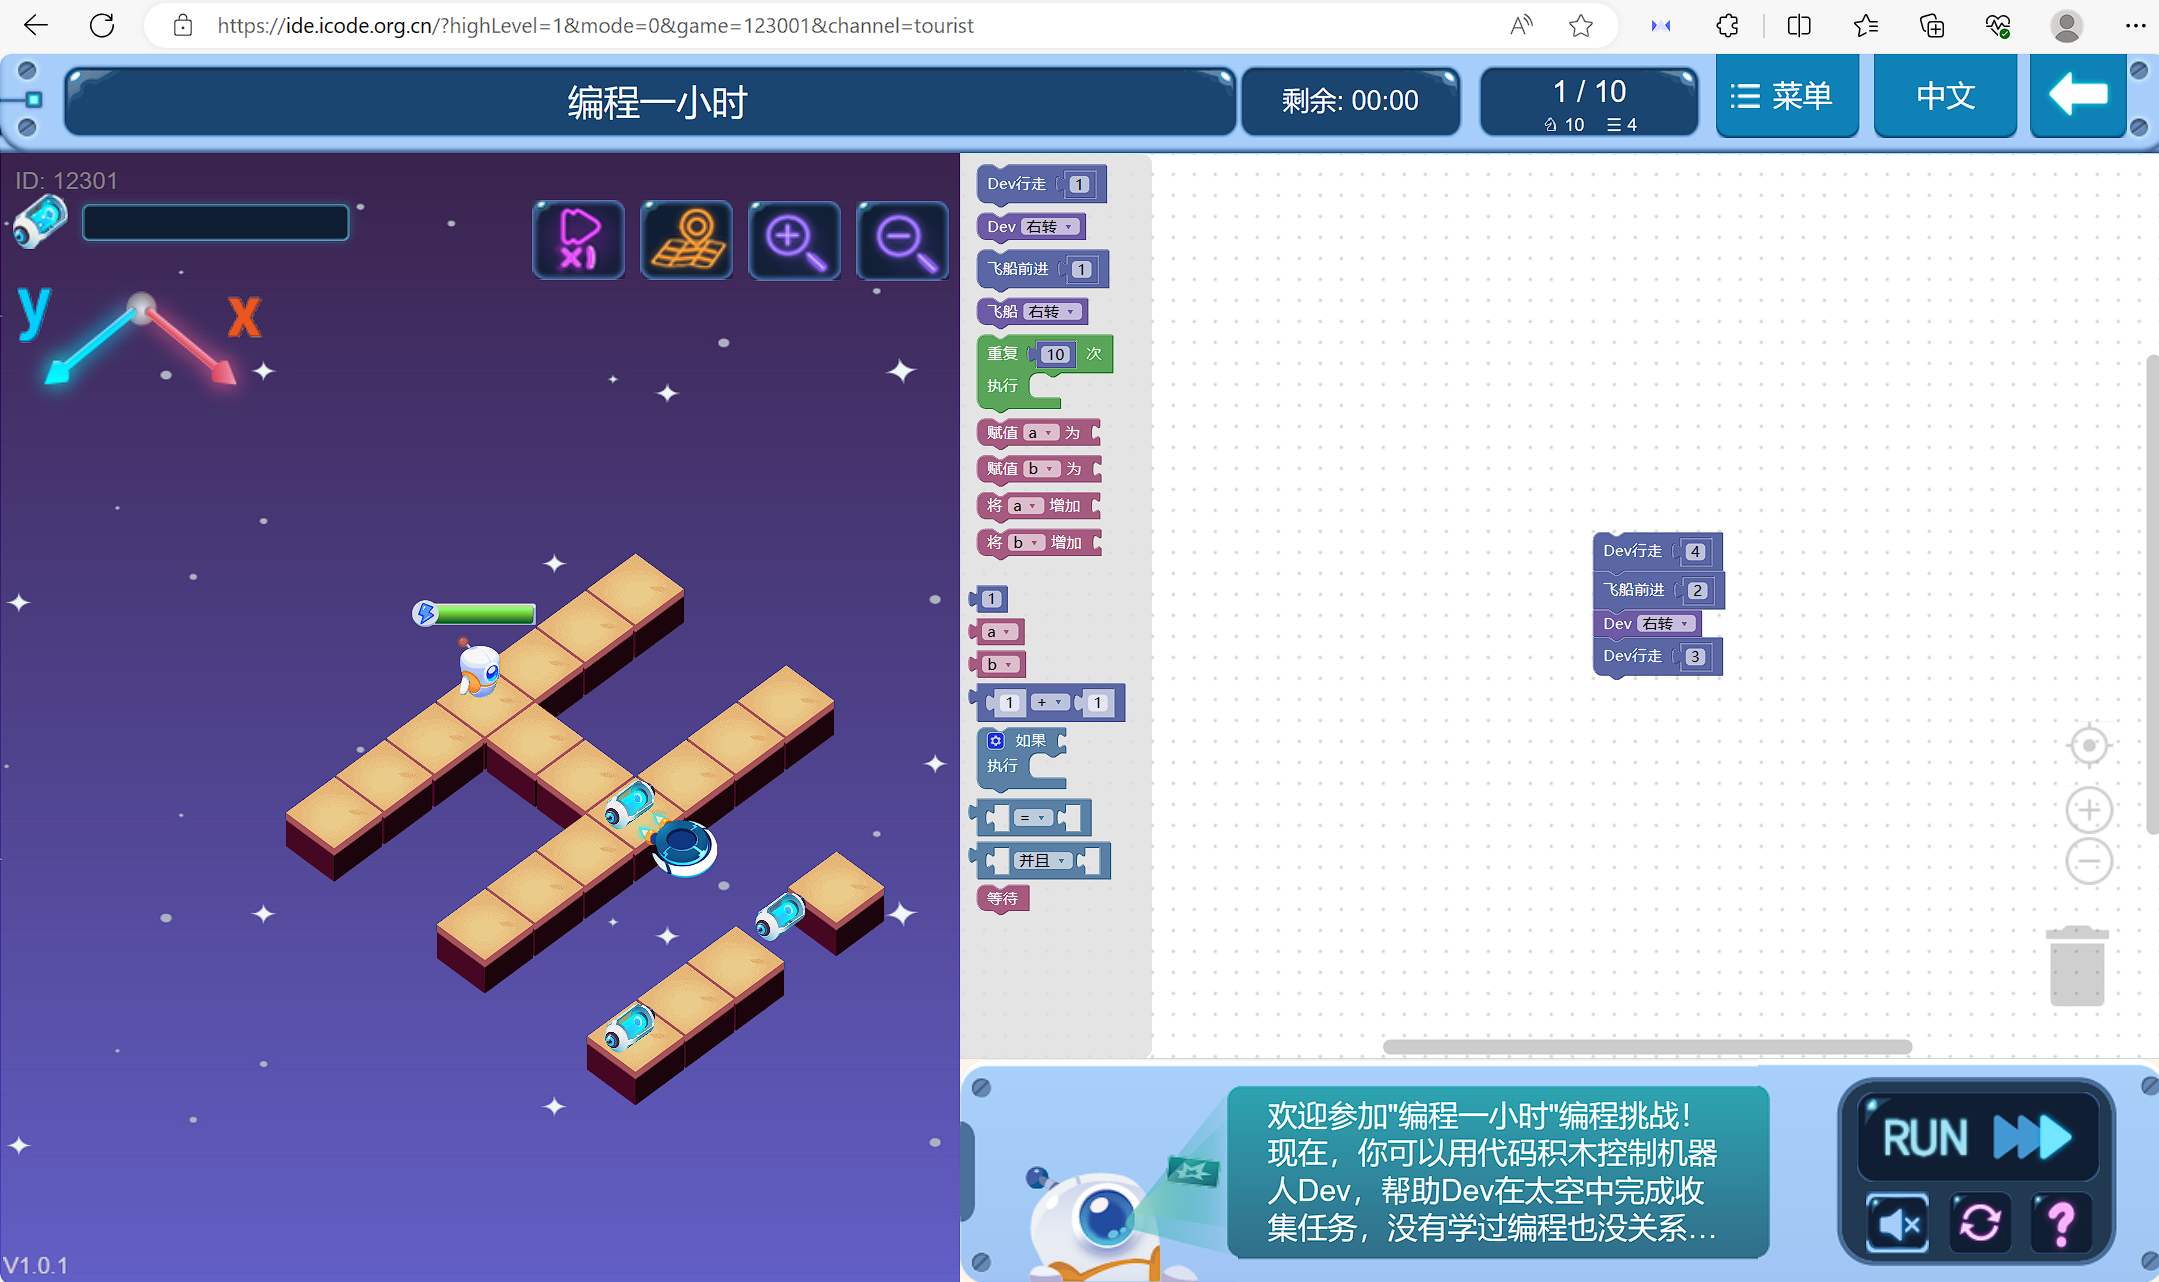 https://ide.icode.org.cn/?highLevel=1&mode=0&game=123001&channel=tourist
编程一小时
剩余: 00:00
1 / 10
10 4
菜单
中文
ID: 12301
X1
y
x
Dev行走 1
Dev 右转
飞船前进 1
飞船 右转
重复 10 次
执行
赋值 a 为
赋值 b 为
将 a 增加
将 b 增加
1
a
b
1 + 1
如果
执行
=
并且
等待
Dev行走 4
飞船前进 2
Dev 右转
Dev行走 3
欢迎参加"编程一小时"编程挑战!
现在，你可以用代码积木控制机器
人Dev，帮助Dev在太空中完成收
集任务，没有学过编程也没关系...
RUN
?
V1.0.1